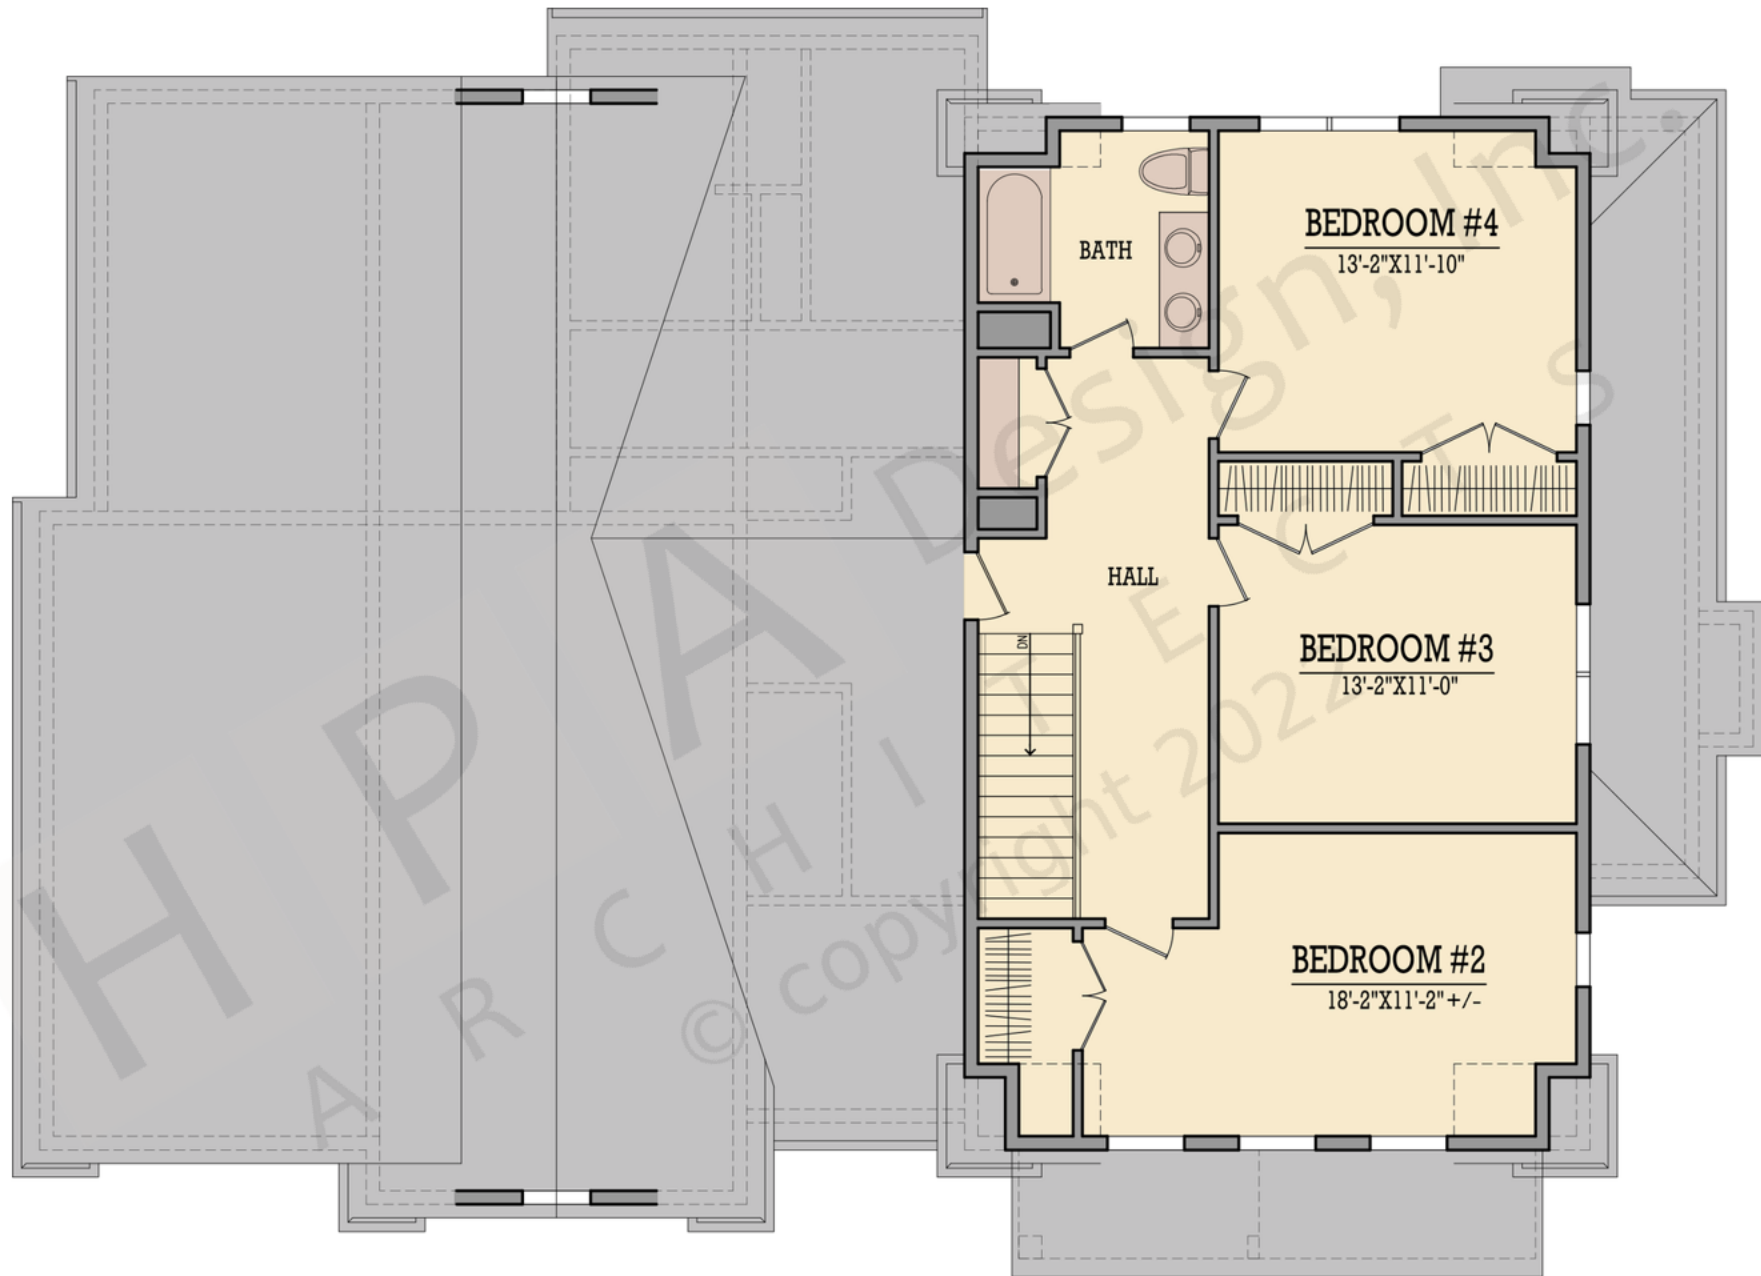 BATH
BEDROOM #4
13'-2"X11'-10"
HALL
DN
BEDROOM #3
13'-2"X11'-0"
BEDROOM #2
18'-2"X11'-2"+/-
HPA Design, Inc.
ARCHITECTS
© copyright 2022